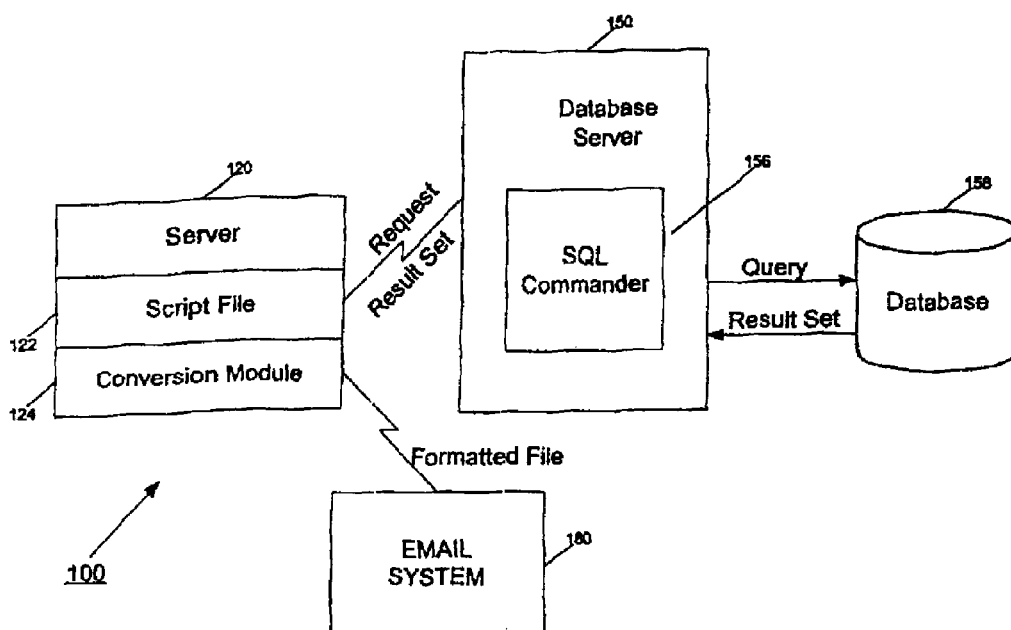 150
Database
Server
156
158
120
Server
Request
Result Set
SQL
Commander
Query
Database
Script File
Result Set
122
Conversion Module
124
Formatted File
100
EMAIL
SYSTEM
180